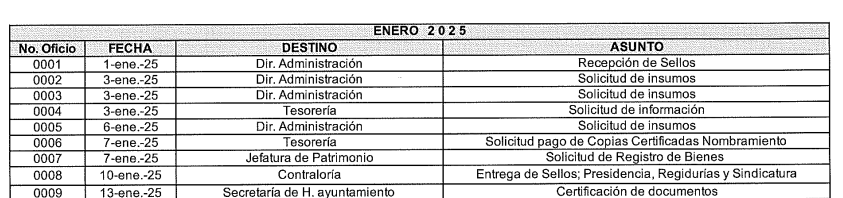 ENERO 2025
No. Oficio FECHA DESTINO ASUNTO
0001 1-ene.-25 Dir. Administración Recepción de Sellos
0002 3-ene.-25 Dir. Administración Solicitud de insumos
0003 3-ene.-25 Dir. Administración Solicitud de insumos
0004 3-ene.-25 Tesorería Solicitud de información
0005 6-ene.-25 Dir. Administración Solicitud de insumos
0006 7-ene.-25 Tesorería Solicitud pago de Copias Certificadas Nombramiento
0007 7-ene.-25 Jefatura de Patrimonio Solicitud de Registro de Bienes
0008 10-ene.-25 Contraloría Entrega de Sellos; Presidencia, Regidurías y Sindicatura
0009 13-ene.-25 Secretaría de H. ayuntamiento Certificación de documentos